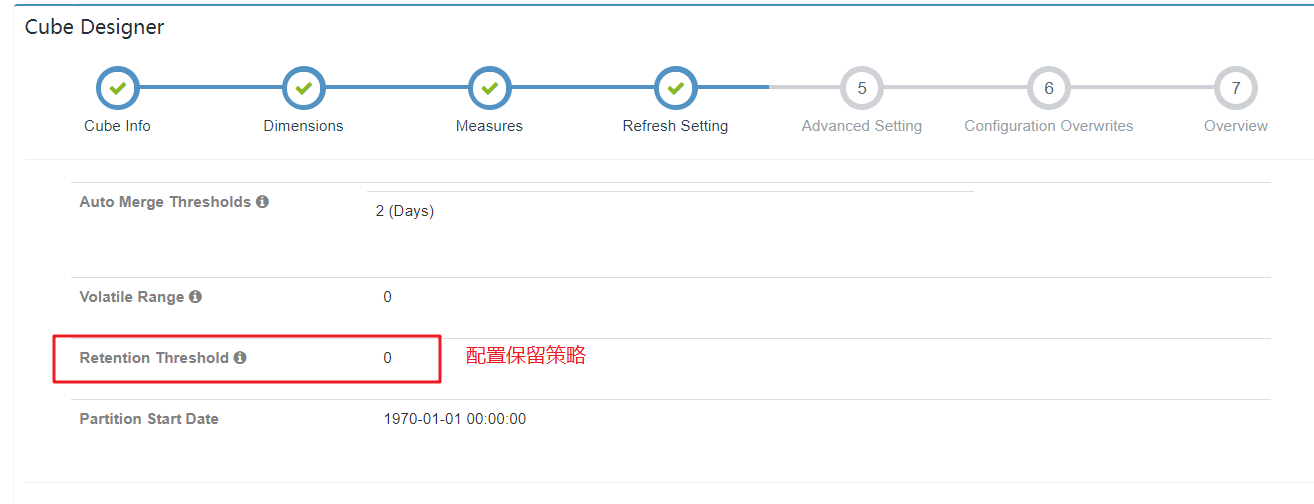 Cube Designer
5
6
7
Cube Info
Dimensions
Measures
Refresh Setting
Advanced Setting
Configuration Overwrites
Overview
Auto Merge Thresholds
2 (Days)
Volatile Range
0
Retention Threshold
0
配置保留策略
Partition Start Date
1970-01-01 00:00:00